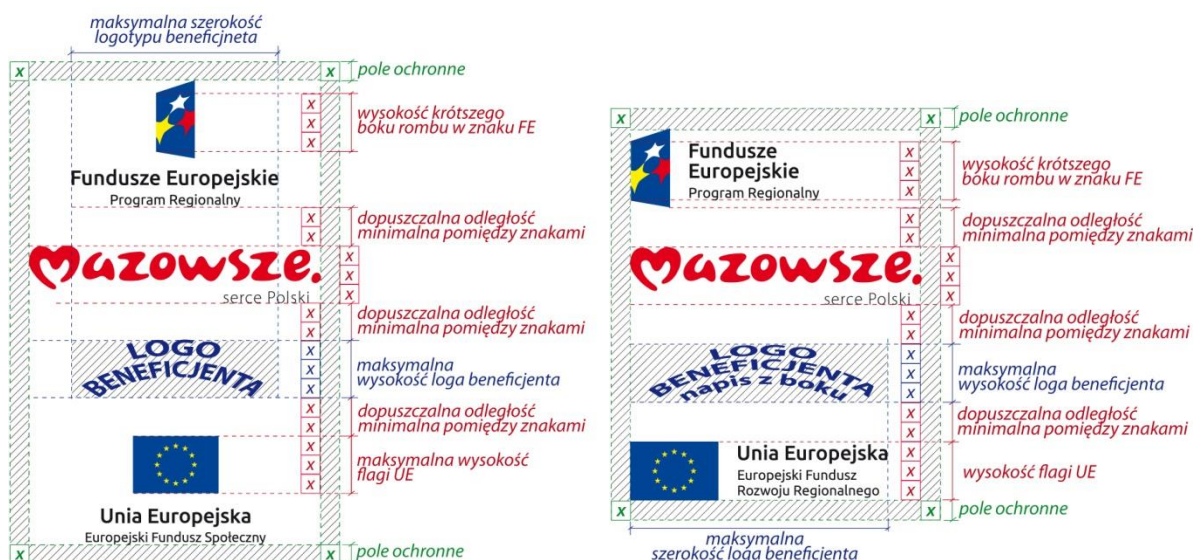 maksymalna szerokość
logotypu beneficjneta
x
x
pole ochronne
x
x
x
wysokość krótszego
boku rombu w znaku FE
Fundusze Europejskie
Program Regionalny
x
x
dopuszczalna odległość
minimalna pomiędzy znakami
mazowsze.
serce Polski
x
x
x
x
x
dopuszczalna odległość
minimalna pomiędzy znakami
LOGO
BENEFICJENTA
x
x
x
maksymalna
wysokość loga beneficjenta
x
x
dopuszczalna odległość
minimalna pomiędzy znakami
x
x
x
maksymalna wysokość
flagi UE
Unia Europejska
Europejski Fundusz Społeczny
x
x
pole ochronne
x
x
pole ochronne
Fundusze
Europejskie
Program Regionalny
x
x
x
wysokość krótszego
boku rombu w znaku FE
x
x
dopuszczalna odległość
minimalna pomiędzy znakami
mazowsze.
serce Polski
x
x
x
x
x
dopuszczalna odległość
minimalna pomiędzy znakami
LOGO
BENEFICJENTA
napis z boku
x
x
x
maksymalna
wysokość loga beneficjenta
x
x
dopuszczalna odległość
minimalna pomiędzy znakami
Unia Europejska
Europejski Fundusz
Rozwoju Regionalnego
x
x
x
wysokość flagi UE
x
x
pole ochronne
maksymalna
szerokość loga beneficjenta